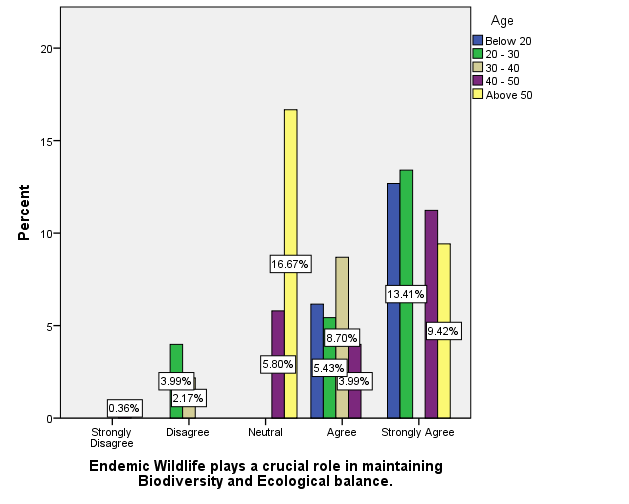 Age
Below 20
20 - 30
30 - 40
40 - 50
Above 50
20
15
10
5
0
Percent
16.67%
13.41%
9.42%
8.70%
5.80%
5.43%
3.99%
3.99%
2.17%
0.36%
Strongly Disagree
Disagree
Neutral
Agree
Strongly Agree
Endemic Wildlife plays a crucial role in maintaining
Biodiversity and Ecological balance.